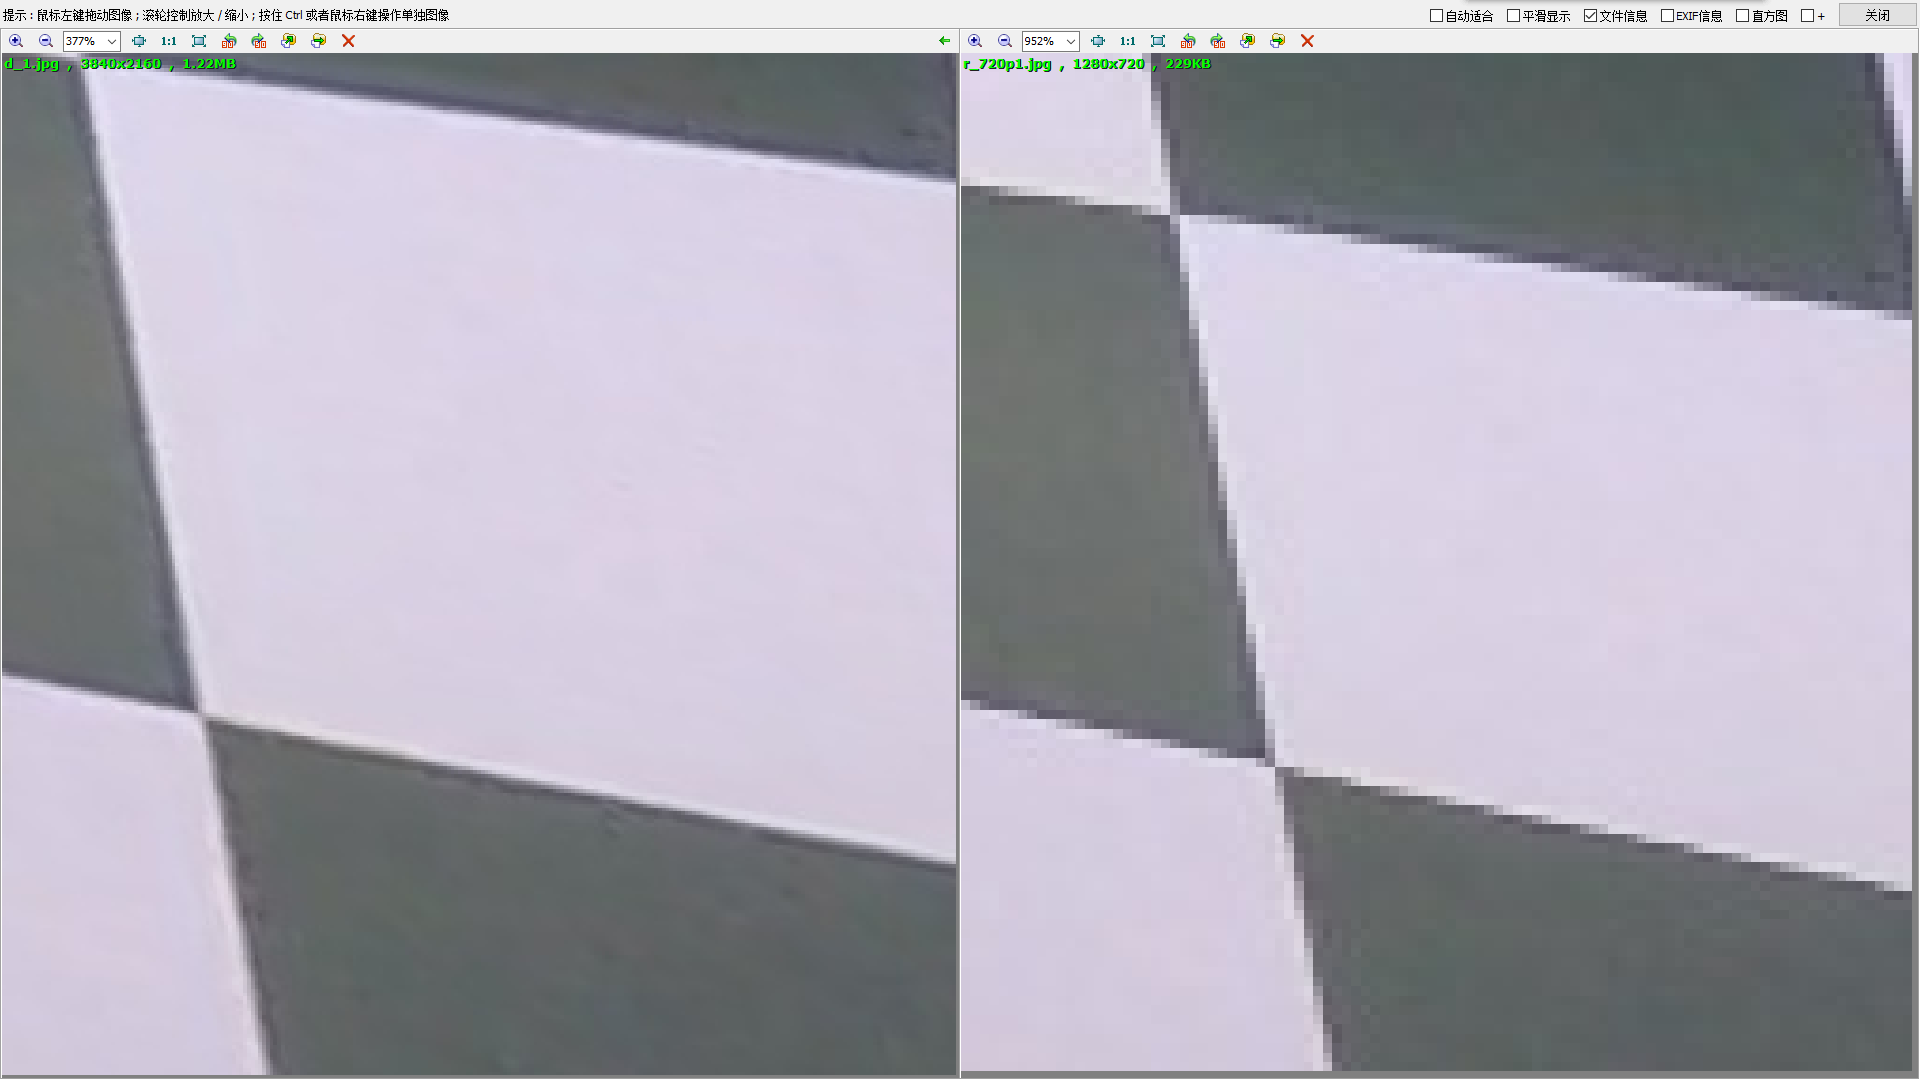 提示：鼠标左键拖动图像；滚轮控制放大 / 缩小；按住 Ctrl 或者鼠标右键操作单独图像
自动适合 平滑显示 文件信息 EXIF信息 直方图 + 关闭
377% 1:1
952% 1:1
d_1.jpg , 3840x2160 , 1.22MB
r_720p1.jpg , 1280x720 , 229KB